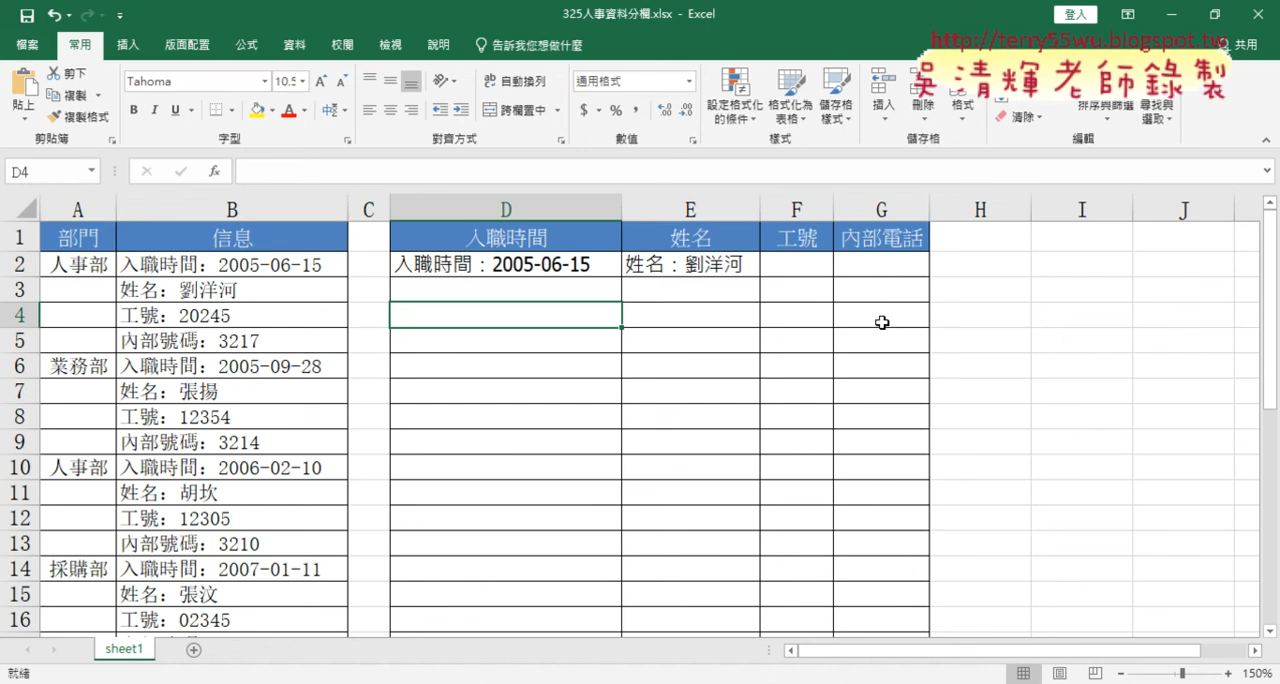 325人事資料分欄.xlsx - Excel
登入
http://terry55wu.blogspot.tw
吳清輝老師錄製
檔案 常用 插入 版面配置 公式 資料 校閱 檢視 說明 告訴我您想做什麼 共用
貼上 剪下 複製 複製格式 剪貼簿
Tahoma 10.5 B I U 字型
自動換列 跨欄置中 對齊方式
通用格式 $ % 數值
設定格式化的條件 格式化為表格 儲存格樣式 樣式
插入 刪除 格式 儲存格
清除 排序與篩選 尋找與選取 編輯
D4 fx
A B C D E F G H I J
1 部門 信息 入職時間 姓名 工號 內部電話
2 人事部 入職時間：2005-06-15 入職時間：2005-06-15 姓名：劉洋河
3 姓名：劉洋河
4 工號：20245
5 內部號碼：3217
6 業務部 入職時間：2005-09-28
7 姓名：張揚
8 工號：12354
9 內部號碼：3214
10 人事部 入職時間：2006-02-10
11 姓名：胡坎
12 工號：12305
13 內部號碼：3210
14 採購部 入職時間：2007-01-11
15 姓名：張汶
16 工號：02345
sheet1
就緒 150%